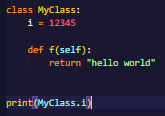 class MyClass:
    i = 12345

    def f(self):
        return "hello world"

print(MyClass.i)